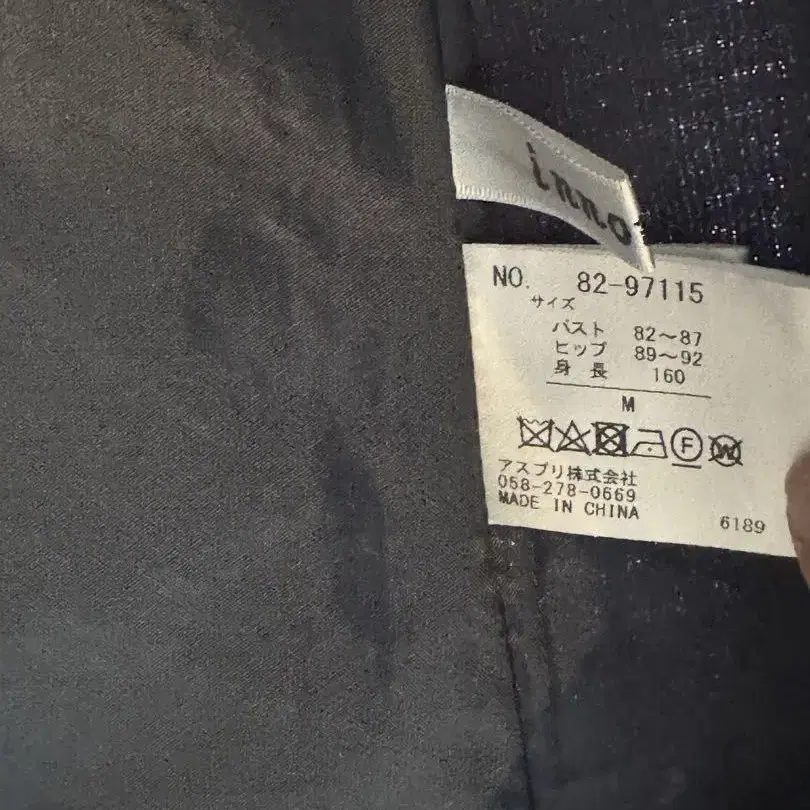 inno
NO. 82-97115
サイズ
バスト 82～87
ヒップ 89～92
身長 160
M
F
W
アスプリ株式会社
058-278-0669
MADE IN CHINA
6189